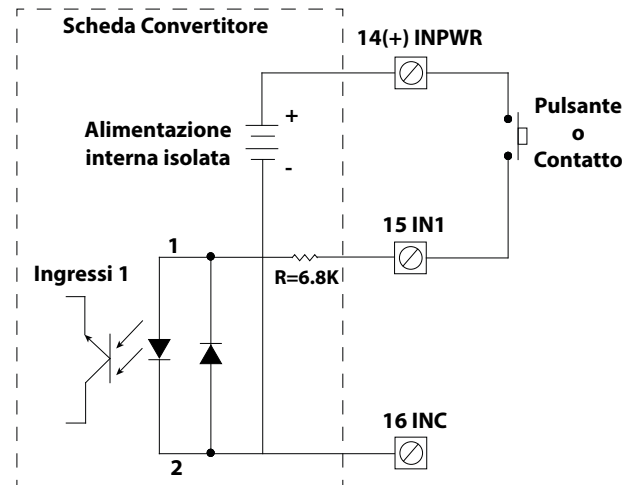 Scheda Convertitore
14(+) INPWR
+
Alimentazione
interna isolata
-
Pulsante
o
Contatto
15 IN1
1
R=6.8K
Ingressi 1
16 INC
2